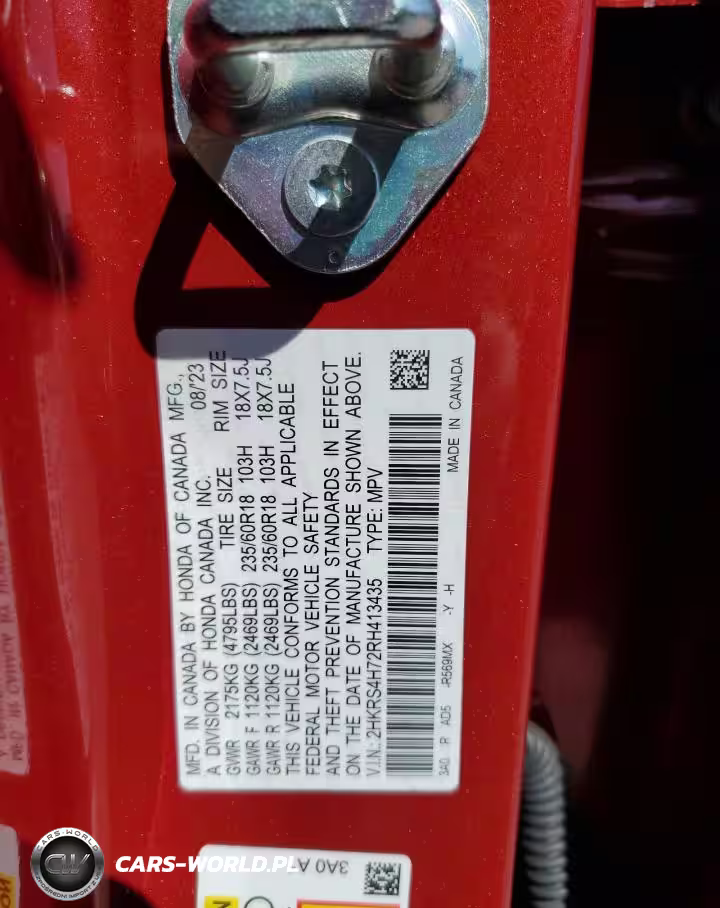 MFD. IN CANADA BY HONDA OF CANADA MFG.,
A DIVISION OF HONDA CANADA INC. 08/'23
GVWR 2175KG (4795LBS) TIRE SIZE RIM SIZE
GAWR F 1120KG (2469LBS) 235/60R18 103H 18X7.5J
GAWR R 1120KG (2469LBS) 235/60R18 103H 18X7.5J
THIS VEHICLE CONFORMS TO ALL APPLICABLE
FEDERAL MOTOR VEHICLE SAFETY
AND THEFT PREVENTION STANDARDS IN EFFECT
ON THE DATE OF MANUFACTURE SHOWN ABOVE.
V.I.N.: 2HKRS4H72RH413435 TYPE: MPV
3A0 R AD5 -R569MX -Y -H MADE IN CANADA
3A0 A
CARS-WORLD
CW
CARS-WORLD.PL